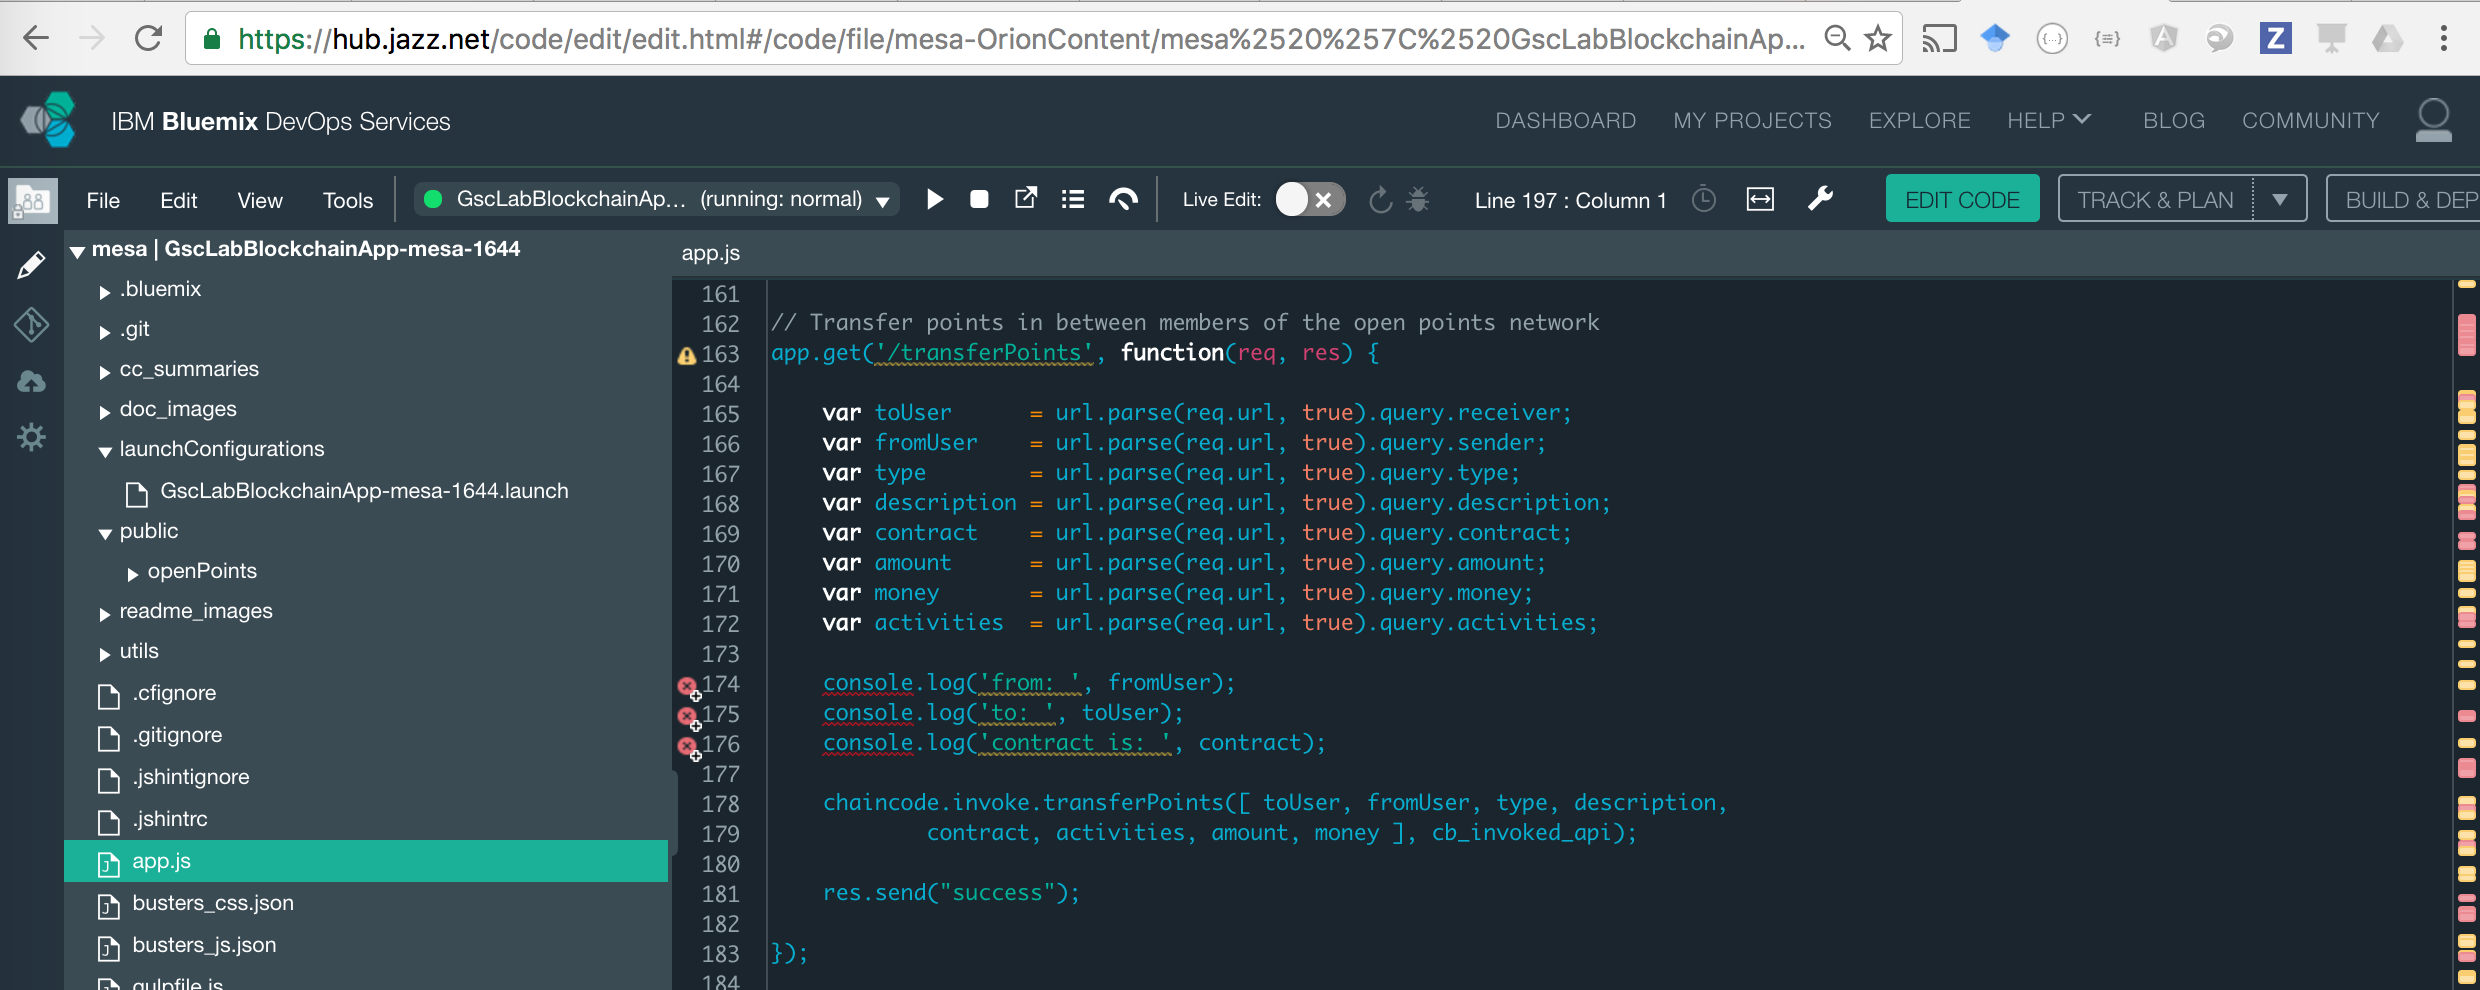 https://hub.jazz.net/code/edit/edit.html#/code/file/mesa-OrionContent/mesa%2520%257C%2520GscLabBlockchainAp...
IBM Bluemix DevOps Services
DASHBOARD MY PROJECTS EXPLORE HELP BLOG COMMUNITY
File Edit View Tools GscLabBlockchainAp... (running: normal) Live Edit: Line 197 : Column 1 EDIT CODE TRACK & PLAN BUILD & DEP
mesa | GscLabBlockchainApp-mesa-1644
.bluemix
.git
cc_summaries
doc_images
launchConfigurations
GscLabBlockchainApp-mesa-1644.launch
public
openPoints
readme_images
utils
.cfignore
.gitignore
.jshintignore
.jshintrc
app.js
busters_css.json
busters_js.json
gulpfile.js
app.js
161
162 // Transfer points in between members of the open points network
163 app.get('/transferPoints', function(req, res) {
164
165     var toUser      = url.parse(req.url, true).query.receiver;
166     var fromUser    = url.parse(req.url, true).query.sender;
167     var type        = url.parse(req.url, true).query.type;
168     var description = url.parse(req.url, true).query.description;
169     var contract    = url.parse(req.url, true).query.contract;
170     var amount      = url.parse(req.url, true).query.amount;
171     var money       = url.parse(req.url, true).query.money;
172     var activities  = url.parse(req.url, true).query.activities;
173
174     console.log('from: ', fromUser);
175     console.log('to: ', toUser);
176     console.log('contract is: ', contract);
177
178     chaincode.invoke.transferPoints([ toUser, fromUser, type, description,
179             contract, activities, amount, money ], cb_invoked_api);
180
181     res.send("success");
182
183 });
184